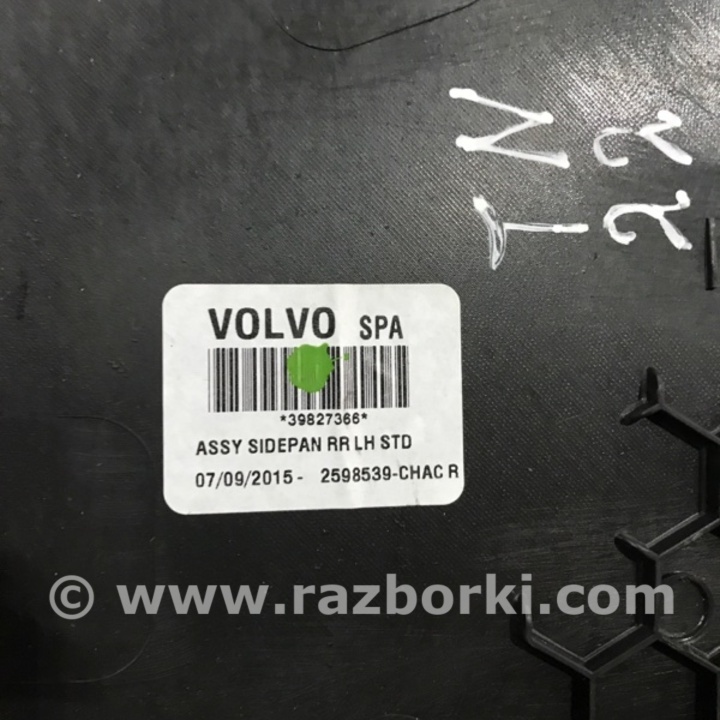 VOLVO SPA
*39827366*
ASSY SIDEPAN RR LH STD
07/09/2015- 2598539-CHAC R
© www.razborki.com